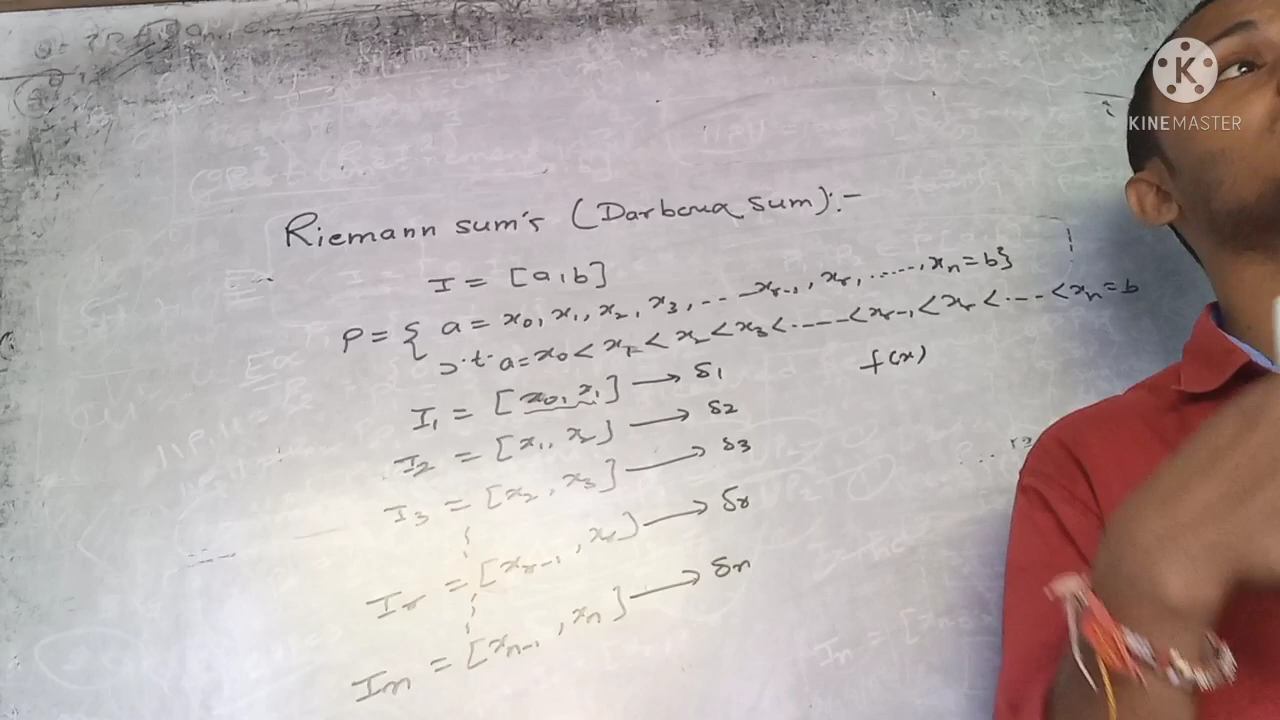 Riemann sum's (Darboux sum):-
I = [a,b]
P = { a = x₀, x₁, x₂, x₃, ... xᵣ₋₁, xᵣ, ......, xₙ = b}
s.t. a = x₀ < x₁ < x₂ < x₃ < ...... < xᵣ₋₁ < xᵣ < .... < xₙ = b
f(x)
I₁ = [x₀, x₁] → δ₁
I₂ = [x₁, x₂] → δ₂
I₃ = [x₂, x₃] → δ₃
Iᵣ = [xᵣ₋₁, xᵣ] → δᵣ
Iₙ = [xₙ₋₁, xₙ] → δₙ
K
KINEMASTER